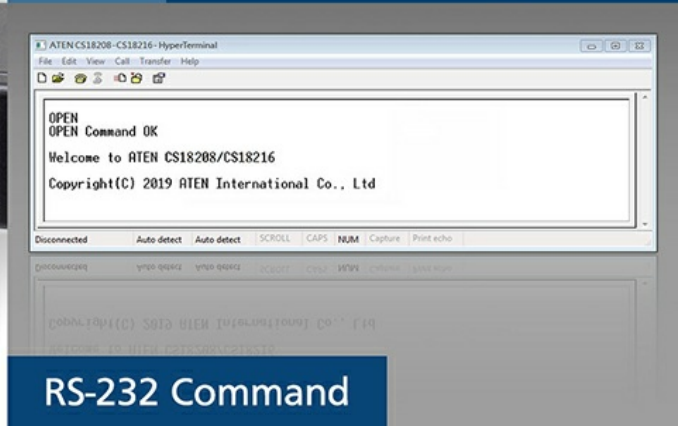 ATEN CS18208-CS18216- HyperTerminal
File Edit View Call Transfer Help
OPEN
OPEN Command OK
Welcome to ATEN CS18208/CS18216
Copyright(C) 2019 ATEN International Co., Ltd
Disconnected Auto detect Auto detect SCROLL CAPS NUM Capture Print echo
RS-232 Command